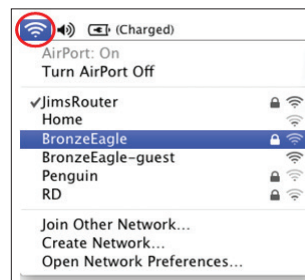 (Charged)
AirPort: On
Turn AirPort Off
✓JimsRouter
Home
BronzeEagle
BronzeEagle-guest
Penguin
RD
Join Other Network...
Create Network...
Open Network Preferences...